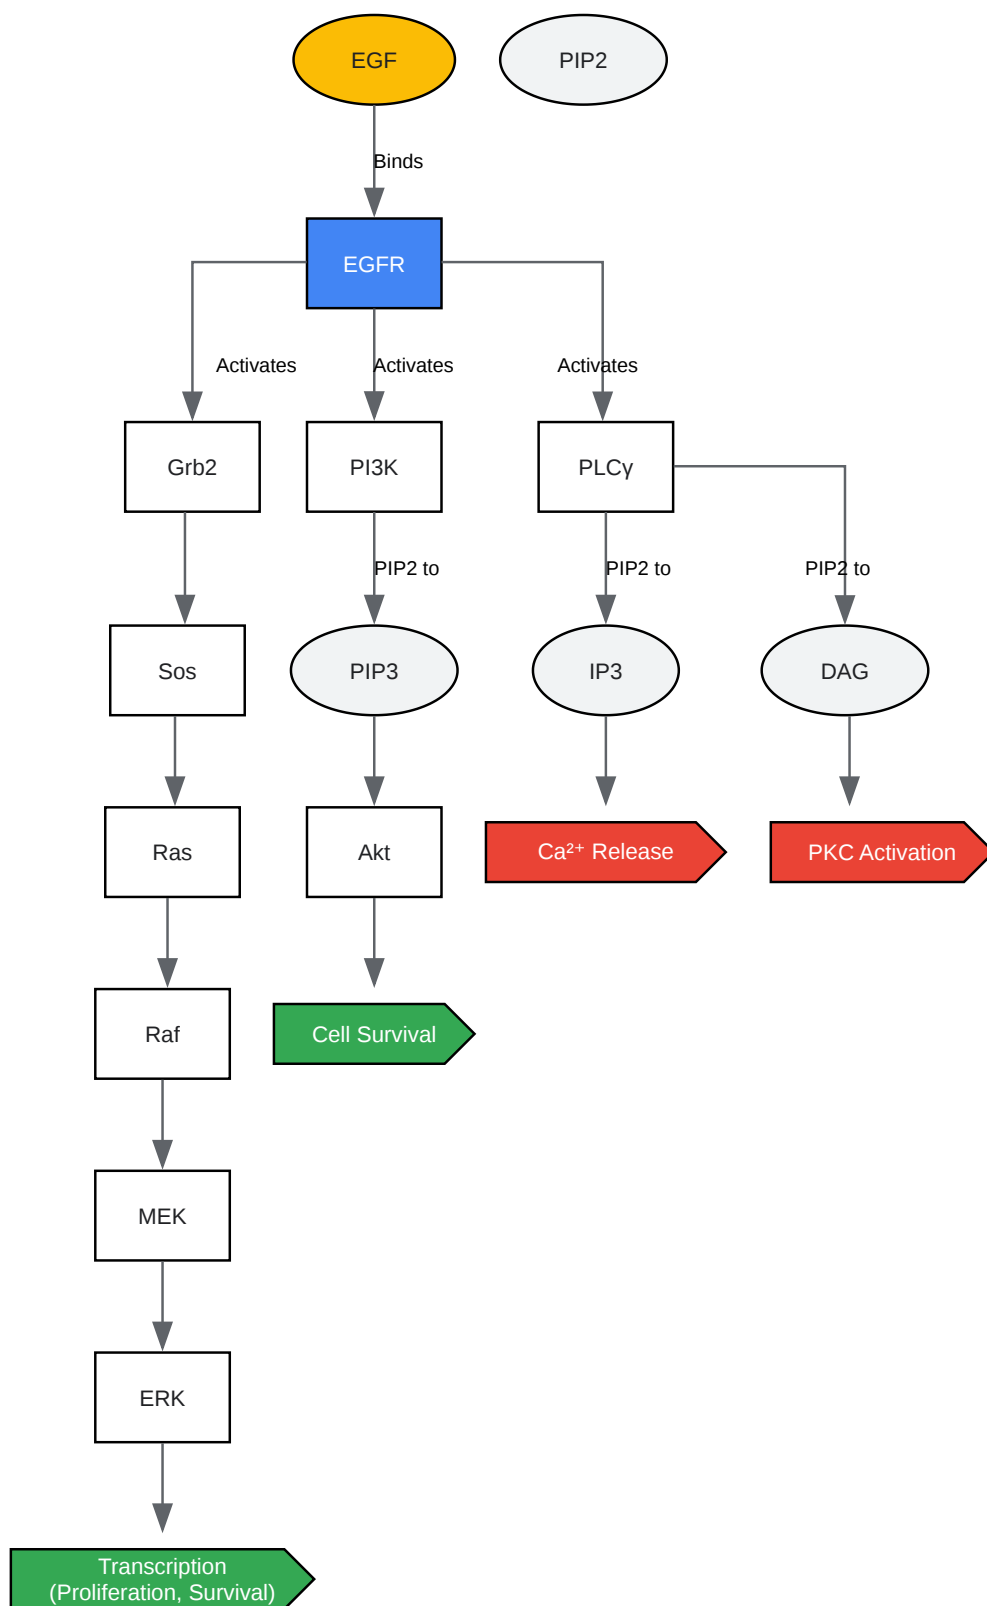 EGF
PIP2
Binds
EGFR
Activates
Activates
Activates
Grb2
PI3K
PLCγ
PIP2 to
PIP2 to
PIP2 to
Sos
PIP3
IP3
DAG
Ras
Akt
Ca²⁺ Release
PKC Activation
Raf
Cell Survival
MEK
ERK
Transcription
(Proliferation, Survival)